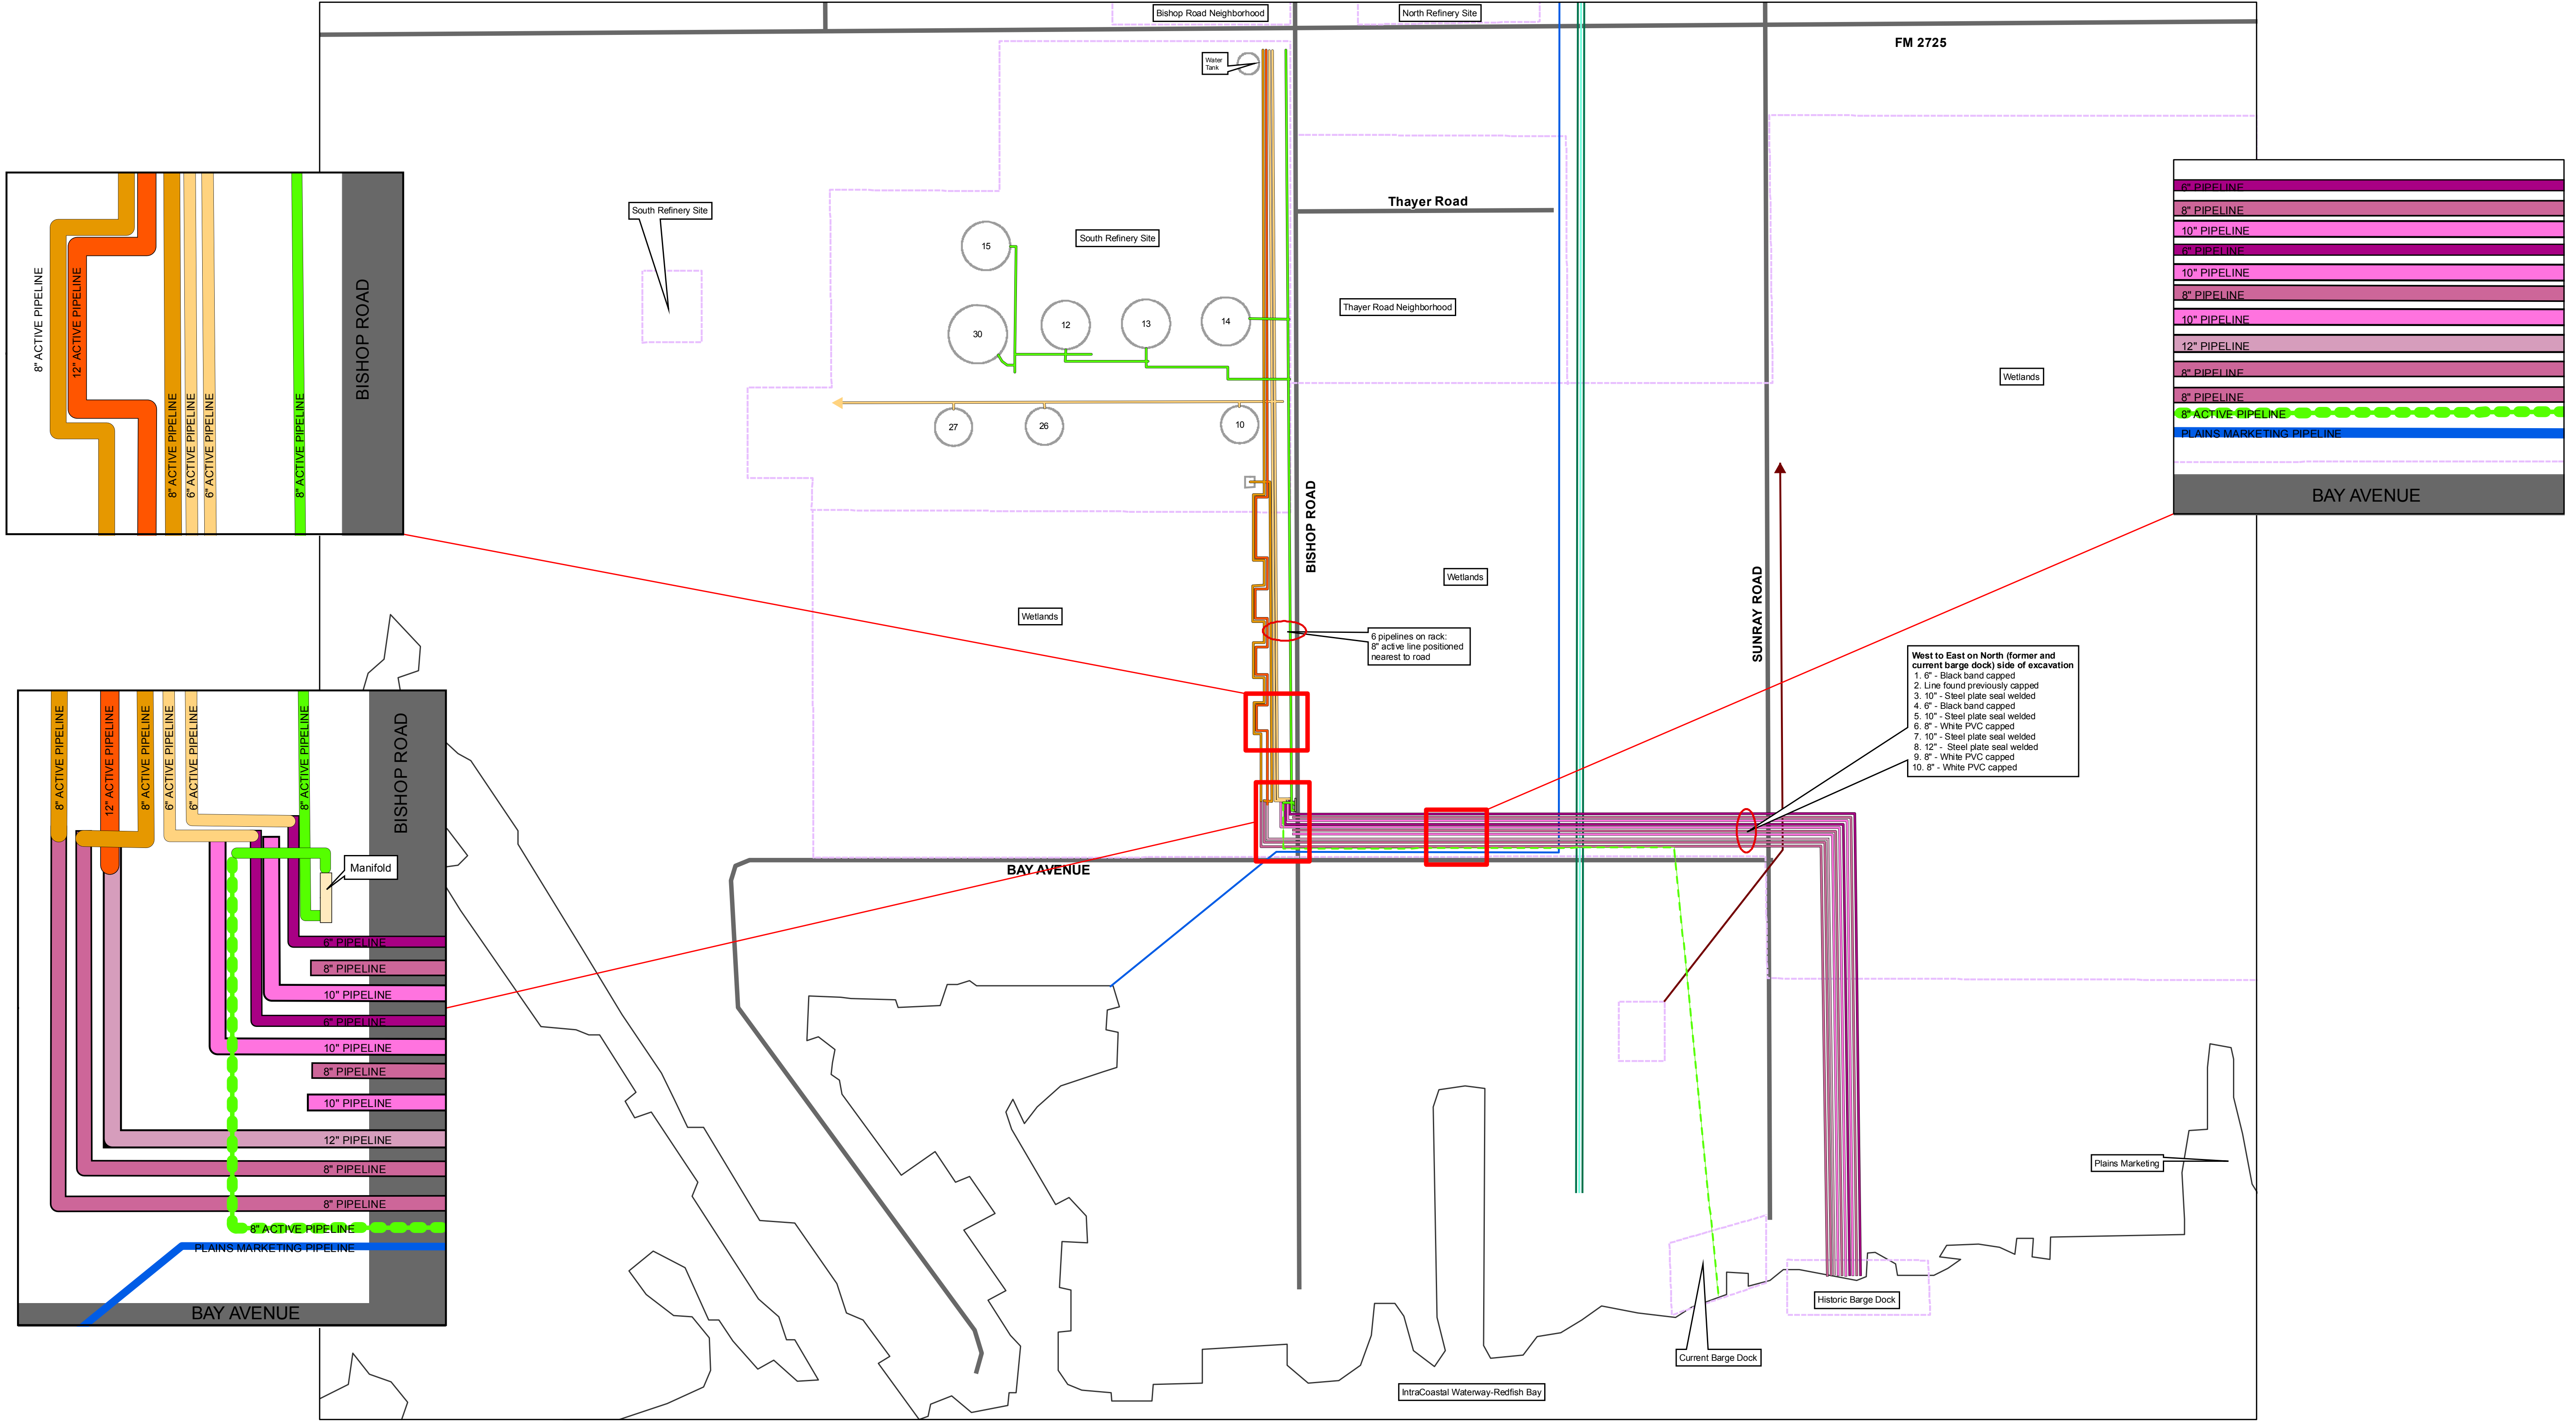 Bishop Road Neighborhood
North Refinery Site
FM 2725
Water
Tank
Thayer Road
South Refinery Site
South Refinery Site
15
30
12
13
14
Thayer Road Neighborhood
27
26
10
Wetlands
BISHOP ROAD
Wetlands
Wetlands
SUNRAY ROAD
6 pipelines on rack:
8" active line positioned
nearest to road
West to East on North (former and
current barge dock) side of excavation
1. 6" - Black band capped
2. Line found previously capped
3. 10" - Steel plate seal welded
4. 6" - Black band capped
5. 10" - Steel plate seal welded
6. 8" - White PVC capped
7. 10" - Steel plate seal welded
8. 12" - Steel plate seal welded
9. 8" - White PVC capped
10. 8" - White PVC capped
BAY AVENUE
Plains Marketing
Historic Barge Dock
Current Barge Dock
IntraCoastal Waterway-Redfish Bay
8" ACTIVE PIPELINE
12" ACTIVE PIPELINE
8" ACTIVE PIPELINE
6" ACTIVE PIPELINE
6" ACTIVE PIPELINE
8" ACTIVE PIPELINE
BISHOP ROAD
8" ACTIVE PIPELINE
12" ACTIVE PIPELINE
8" ACTIVE PIPELINE
6" ACTIVE PIPELINE
6" ACTIVE PIPELINE
8" ACTIVE PIPELINE
BISHOP ROAD
Manifold
6" PIPELINE
8" PIPELINE
10" PIPELINE
6" PIPELINE
10" PIPELINE
8" PIPELINE
10" PIPELINE
12" PIPELINE
8" PIPELINE
8" PIPELINE
8" ACTIVE PIPELINE
PLAINS MARKETING PIPELINE
BAY AVENUE
6" PIPELINE
8" PIPELINE
10" PIPELINE
6" PIPELINE
10" PIPELINE
8" PIPELINE
10" PIPELINE
12" PIPELINE
8" PIPELINE
8" PIPELINE
8" ACTIVE PIPELINE
PLAINS MARKETING PIPELINE
BAY AVENUE